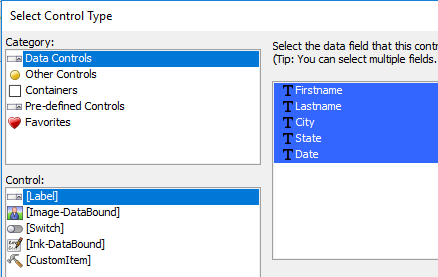 Select Control Type
Category:
Data Controls
Other Controls
Containers
Pre-defined Controls
Favorites
Control:
[Label]
[Image-DataBound]
[Switch]
[Ink-DataBound]
[CustomItem]
Select the data field that this contr
(Tip: You can select multiple fields.
Firstname
Lastname
City
State
Date